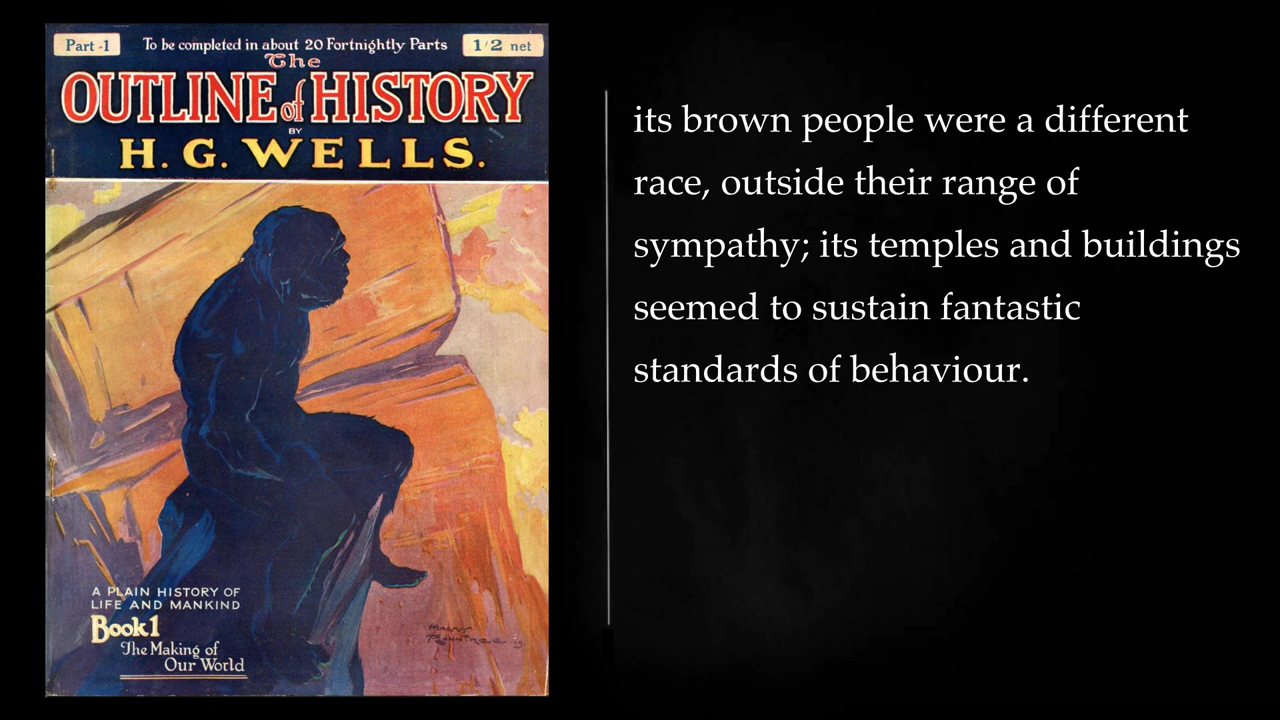 Part -1
To be completed in about 20 Fortnightly Parts
1/2 net
The
OUTLINE of HISTORY
BY
H. G. WELLS.
A PLAIN HISTORY OF
LIFE AND MANKIND
Book 1
The Making of
Our World
its brown people were a different
race, outside their range of
sympathy; its temples and buildings
seemed to sustain fantastic
standards of behaviour.